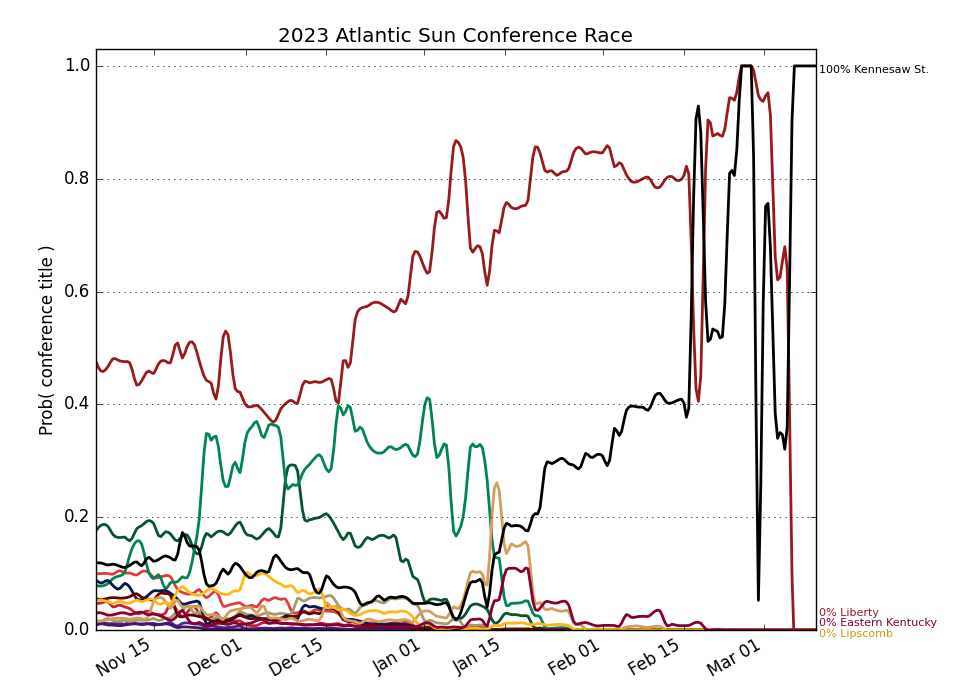 2023 Atlantic Sun Conference Race
1.0
0.8
0.6
0.4
0.2
0.0
Prob( conference title )
100% Kennesaw St.
0% Liberty
0% Eastern Kentucky
0% Lipscomb
Nov 15
Dec 01
Dec 15
Jan 01
Jan 15
Feb 01
Feb 15
Mar 01